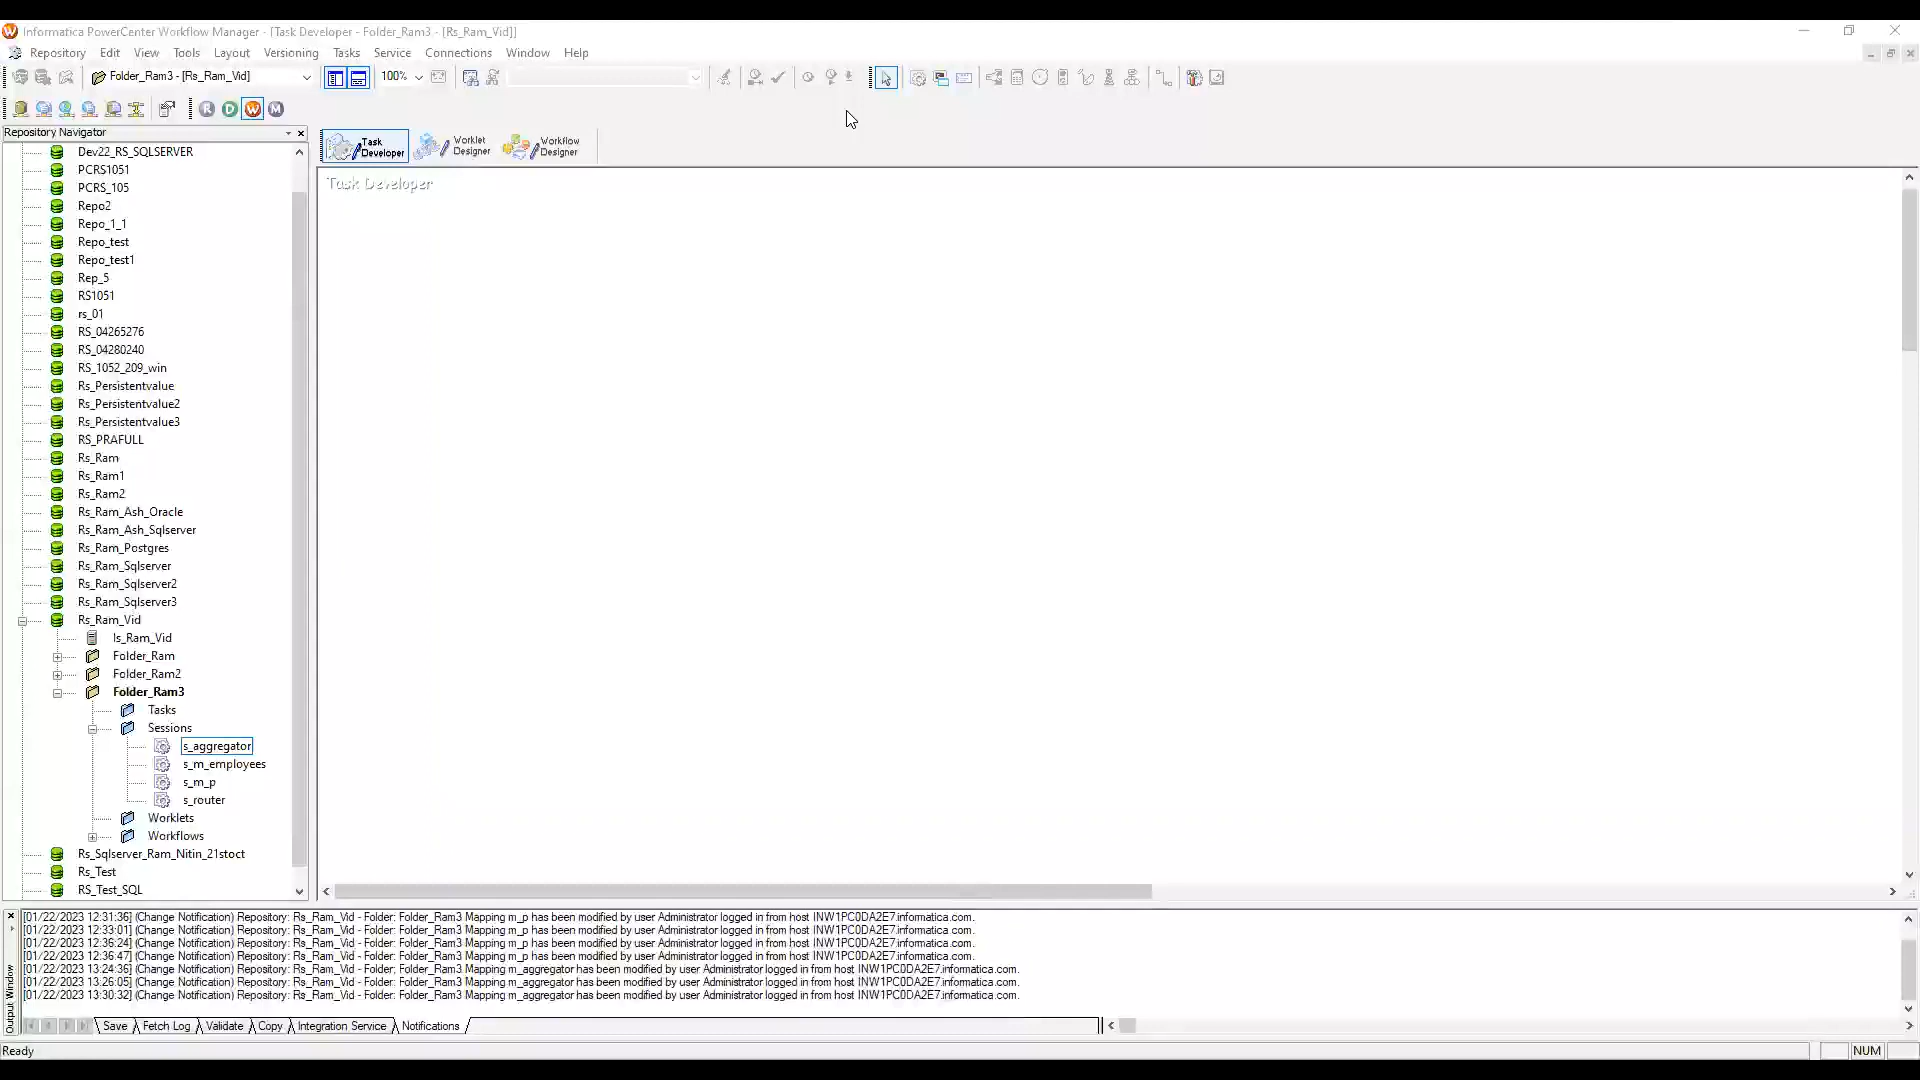 Informatica PowerCenter Workflow Manager - [Task Developer - Folder_Ram3 - [Rs_Ram_Vid]]
Repository Edit View Tools Layout Versioning Tasks Service Connections Window Help
Folder_Ram3 - [Rs_Ram_Vid]
100%
R D W M
Repository Navigator
Task Developer
Worklet Designer
Workflow Designer
Task Developer
Dev22_RS_SQLSERVER
PCRS1051
PCRS_105
Repo2
Repo_1_1
Repo_test
Repo_test1
Rep_5
RS1051
rs_01
RS_04265276
RS_04280240
RS_1052_209_win
Rs_Persistentvalue
Rs_Persistentvalue2
Rs_Persistentvalue3
RS_PRAFULL
Rs_Ram
Rs_Ram1
Rs_Ram2
Rs_Ram_Ash_Oracle
Rs_Ram_Ash_Sqlserver
Rs_Ram_Postgres
Rs_Ram_Sqlserver
Rs_Ram_Sqlserver2
Rs_Ram_Sqlserver3
Rs_Ram_Vid
Is_Ram_Vid
Folder_Ram
Folder_Ram2
Folder_Ram3
Tasks
Sessions
s_aggregator
s_m_employees
s_m_p
s_router
Worklets
Workflows
Rs_Sqlserver_Ram_Nitin_21stoct
Rs_Test
RS_Test_SQL
[01/22/2023 12:31:36] (Change Notification) Repository: Rs_Ram_Vid - Folder: Folder_Ram3 Mapping m_p has been modified by user Administrator logged in from host INW1PC0DA2E7.informatica.com.
[01/22/2023 12:33:01] (Change Notification) Repository: Rs_Ram_Vid - Folder: Folder_Ram3 Mapping m_p has been modified by user Administrator logged in from host INW1PC0DA2E7.informatica.com.
[01/22/2023 12:36:24] (Change Notification) Repository: Rs_Ram_Vid - Folder: Folder_Ram3 Mapping m_p has been modified by user Administrator logged in from host INW1PC0DA2E7.informatica.com.
[01/22/2023 12:36:47] (Change Notification) Repository: Rs_Ram_Vid - Folder: Folder_Ram3 Mapping m_p has been modified by user Administrator logged in from host INW1PC0DA2E7.informatica.com.
[01/22/2023 13:24:36] (Change Notification) Repository: Rs_Ram_Vid - Folder: Folder_Ram3 Mapping m_aggregator has been modified by user Administrator logged in from host INW1PC0DA2E7.informatica.com.
[01/22/2023 13:26:05] (Change Notification) Repository: Rs_Ram_Vid - Folder: Folder_Ram3 Mapping m_aggregator has been modified by user Administrator logged in from host INW1PC0DA2E7.informatica.com.
[01/22/2023 13:30:32] (Change Notification) Repository: Rs_Ram_Vid - Folder: Folder_Ram3 Mapping m_aggregator has been modified by user Administrator logged in from host INW1PC0DA2E7.informatica.com.
Output Window
Save Fetch Log Validate Copy Integration Service Notifications
Ready
NUM